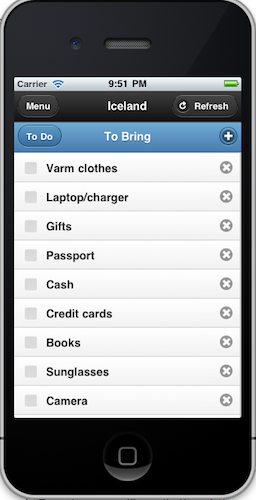 Carrier 9:51 PM
Menu Iceland Refresh
To Do To Bring
Varm clothes
Laptop/charger
Gifts
Passport
Cash
Credit cards
Books
Sunglasses
Camera